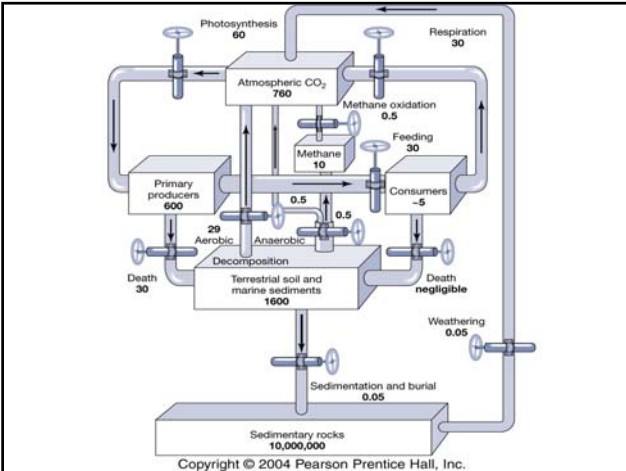 Photosynthesis
60
Respiration
30
Atmospheric CO₂
760
Methane oxidation
0.5
Feeding
30
Methane
10
Primary
producers
600
Consumers
~5
0.5
0.5
29
Aerobic
Anaerobic
Decomposition
Death
30
Terrestrial soil and
marine sediments
1600
Death
negligible
Weathering
0.05
Sedimentation and burial
0.05
Sedimentary rocks
10,000,000
Copyright © 2004 Pearson Prentice Hall, Inc.